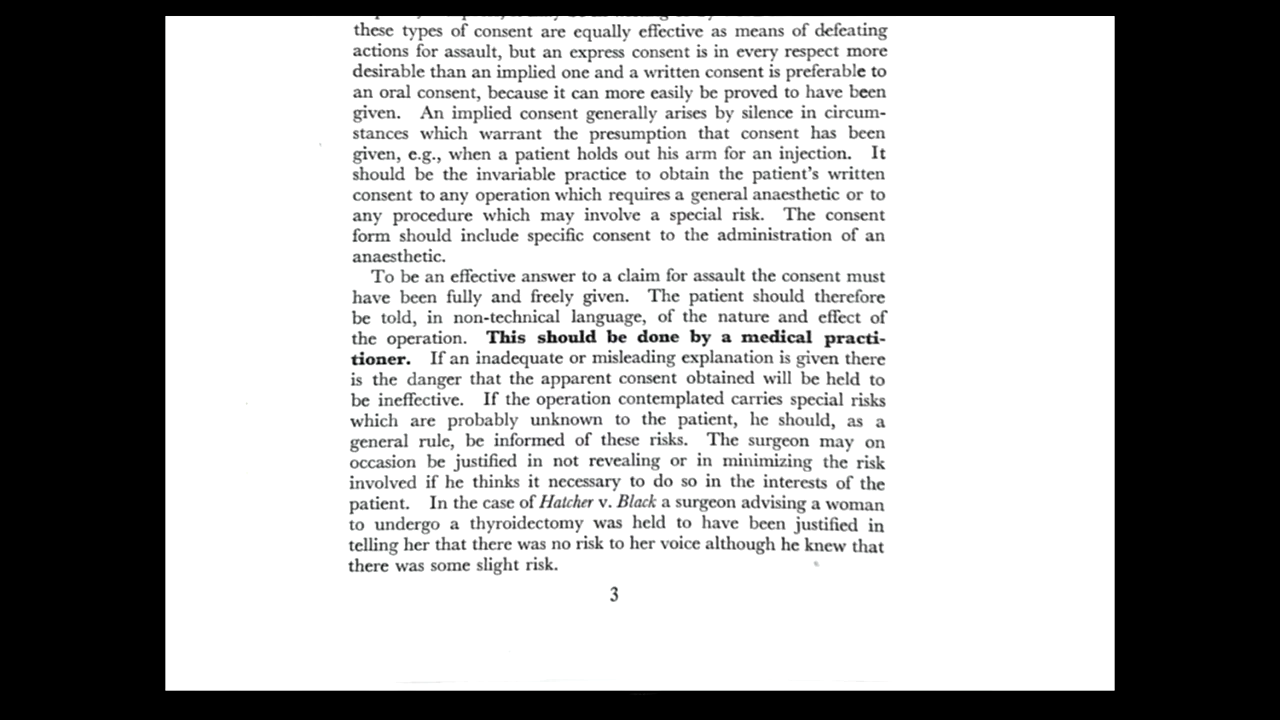 these types of consent are equally effective as means of defeating
actions for assault, but an express consent is in every respect more
desirable than an implied one and a written consent is preferable to
an oral consent, because it can more easily be proved to have been
given. An implied consent generally arises by silence in circum-
stances which warrant the presumption that consent has been
given, e.g., when a patient holds out his arm for an injection. It
should be the invariable practice to obtain the patient's written
consent to any operation which requires a general anaesthetic or to
any procedure which may involve a special risk. The consent
form should include specific consent to the administration of an
anaesthetic.
To be an effective answer to a claim for assault the consent must
have been fully and freely given. The patient should therefore
be told, in non-technical language, of the nature and effect of
the operation. This should be done by a medical practi-
tioner. If an inadequate or misleading explanation is given there
is the danger that the apparent consent obtained will be held to
be ineffective. If the operation contemplated carries special risks
which are probably unknown to the patient, he should, as a
general rule, be informed of these risks. The surgeon may on
occasion be justified in not revealing or in minimizing the risk
involved if he thinks it necessary to do so in the interests of the
patient. In the case of Hatcher v. Black a surgeon advising a woman
to undergo a thyroidectomy was held to have been justified in
telling her that there was no risk to her voice although he knew that
there was some slight risk.
3